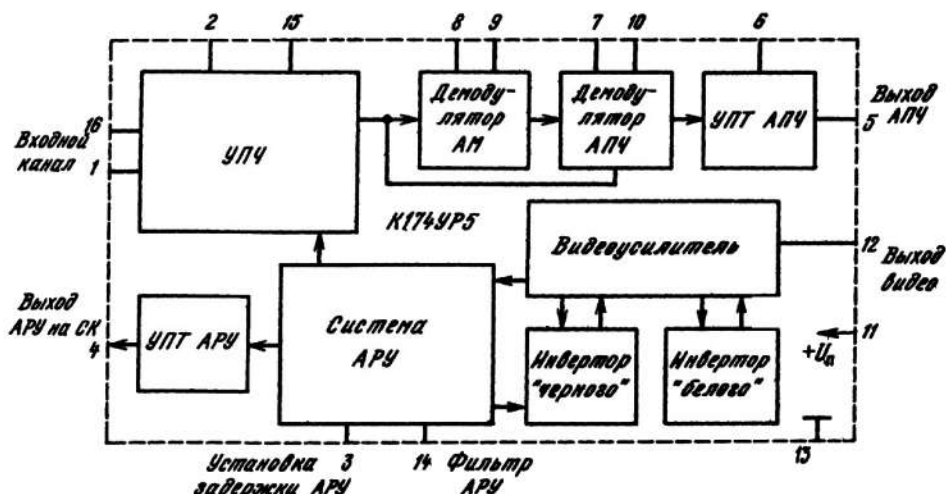 2
15
8
9
7
10
6
16
Входной
канал
1
УПЧ
Демоду-
лятор
АМ
Демоду-
лятор
АПЧ
УПТ АПЧ
Выход
АПЧ
5
К174УР5
Видеоусилитель
12
Выход
видео
Выход
АРУ на СК
4
УПТ АРУ
Система
АРУ
Инвертор
"черного"
Инвертор
"белого"
11
+Uп
13
Установка
задержки АРУ
3
14
Фильтр
АРУ